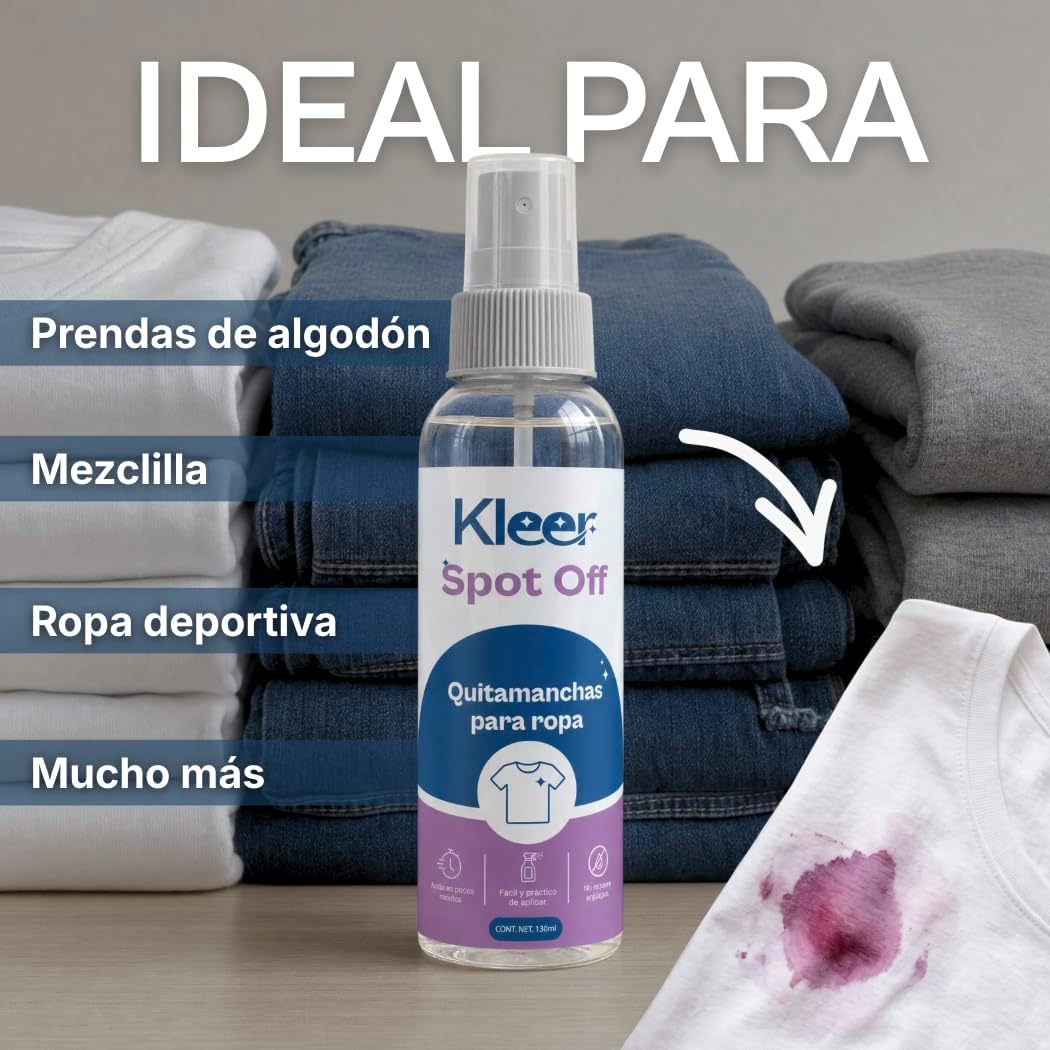 IDEAL PARA
Prendas de algodón
Mezclilla
Ropa deportiva
Mucho más
Kleer
Spot Off
Quitamanchas
para ropa
Actúa en pocos
minutos
Fácil y práctico
de aplicar.
No requiere
enjuague
CONT. NET. 130ml